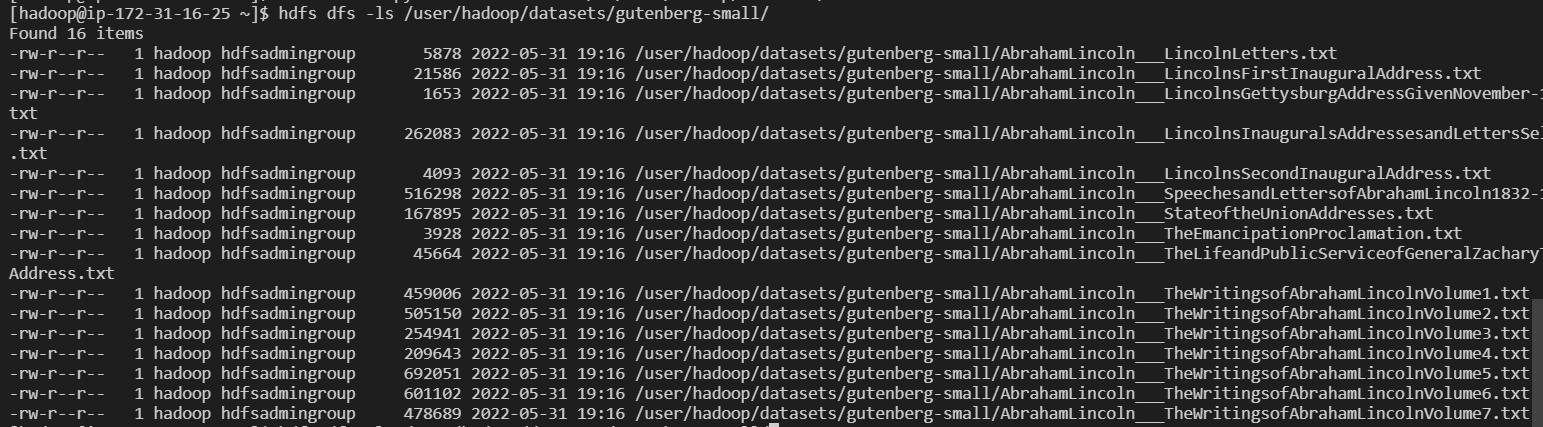 [hadoop@ip-172-31-16-25 ~]$ hdfs dfs -ls /user/hadoop/datasets/gutenberg-small/
Found 16 items
-rw-r--r--   1 hadoop hdfsadmingroup       5878 2022-05-31 19:16 /user/hadoop/datasets/gutenberg-small/AbrahamLincoln___LincolnLetters.txt
-rw-r--r--   1 hadoop hdfsadmingroup      21586 2022-05-31 19:16 /user/hadoop/datasets/gutenberg-small/AbrahamLincoln___LincolnsFirstInauguralAddress.txt
-rw-r--r--   1 hadoop hdfsadmingroup       1653 2022-05-31 19:16 /user/hadoop/datasets/gutenberg-small/AbrahamLincoln___LincolnsGettysburgAddressGivenNovember-1
txt
-rw-r--r--   1 hadoop hdfsadmingroup     262083 2022-05-31 19:16 /user/hadoop/datasets/gutenberg-small/AbrahamLincoln___LincolnsInauguralsAddressesandLettersSel
.txt
-rw-r--r--   1 hadoop hdfsadmingroup       4093 2022-05-31 19:16 /user/hadoop/datasets/gutenberg-small/AbrahamLincoln___LincolnsSecondInauguralAddress.txt
-rw-r--r--   1 hadoop hdfsadmingroup     516298 2022-05-31 19:16 /user/hadoop/datasets/gutenberg-small/AbrahamLincoln___SpeechesandLettersofAbrahamLincoln1832-1
-rw-r--r--   1 hadoop hdfsadmingroup     167895 2022-05-31 19:16 /user/hadoop/datasets/gutenberg-small/AbrahamLincoln___StateoftheUnionAddresses.txt
-rw-r--r--   1 hadoop hdfsadmingroup       3928 2022-05-31 19:16 /user/hadoop/datasets/gutenberg-small/AbrahamLincoln___TheEmancipationProclamation.txt
-rw-r--r--   1 hadoop hdfsadmingroup      45664 2022-05-31 19:16 /user/hadoop/datasets/gutenberg-small/AbrahamLincoln___TheLifeandPublicServiceofGeneralZacharyT
Address.txt
-rw-r--r--   1 hadoop hdfsadmingroup     459006 2022-05-31 19:16 /user/hadoop/datasets/gutenberg-small/AbrahamLincoln___TheWritingsofAbrahamLincolnVolume1.txt
-rw-r--r--   1 hadoop hdfsadmingroup     505150 2022-05-31 19:16 /user/hadoop/datasets/gutenberg-small/AbrahamLincoln___TheWritingsofAbrahamLincolnVolume2.txt
-rw-r--r--   1 hadoop hdfsadmingroup     254941 2022-05-31 19:16 /user/hadoop/datasets/gutenberg-small/AbrahamLincoln___TheWritingsofAbrahamLincolnVolume3.txt
-rw-r--r--   1 hadoop hdfsadmingroup     209643 2022-05-31 19:16 /user/hadoop/datasets/gutenberg-small/AbrahamLincoln___TheWritingsofAbrahamLincolnVolume4.txt
-rw-r--r--   1 hadoop hdfsadmingroup     692051 2022-05-31 19:16 /user/hadoop/datasets/gutenberg-small/AbrahamLincoln___TheWritingsofAbrahamLincolnVolume5.txt
-rw-r--r--   1 hadoop hdfsadmingroup     601102 2022-05-31 19:16 /user/hadoop/datasets/gutenberg-small/AbrahamLincoln___TheWritingsofAbrahamLincolnVolume6.txt
-rw-r--r--   1 hadoop hdfsadmingroup     478689 2022-05-31 19:16 /user/hadoop/datasets/gutenberg-small/AbrahamLincoln___TheWritingsofAbrahamLincolnVolume7.txt